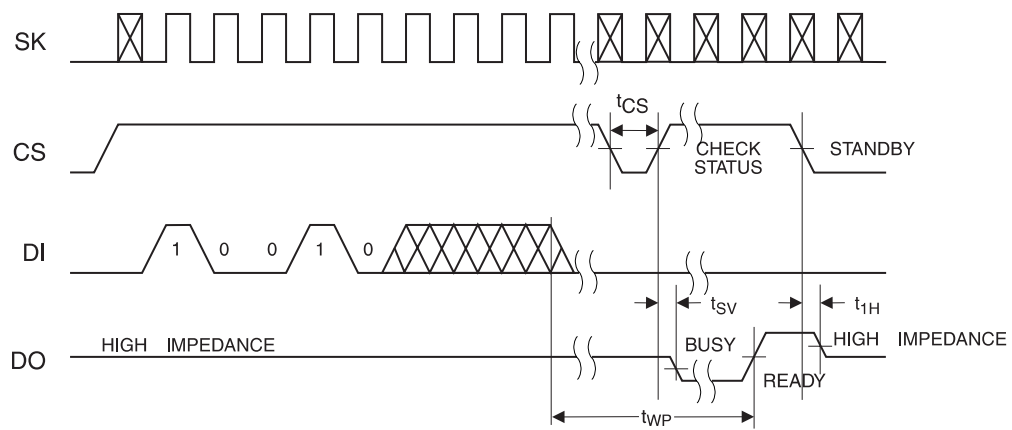 SK
tCS
CS
CHECK
STATUS
STANDBY
DI
1 0 0 1 0
tSV
t1H
HIGH IMPEDANCE
BUSY
HIGH IMPEDANCE
DO
READY
tWP